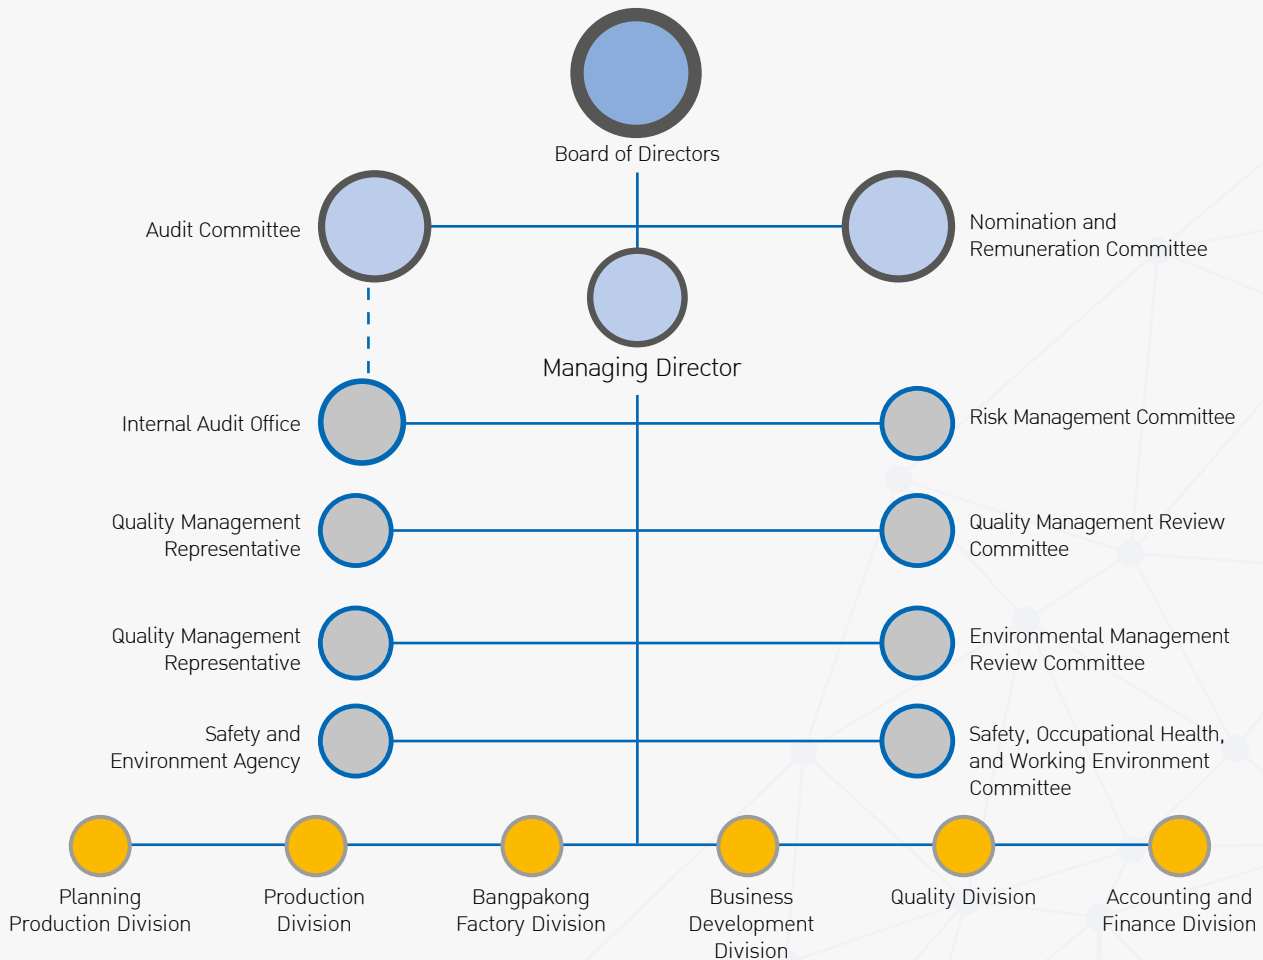 Board of Directors
Audit Committee
Nomination and
Remuneration Committee
Managing Director
Internal Audit Office
Risk Management Committee
Quality Management
Representative
Quality Management Review
Committee
Quality Management
Representative
Environmental Management
Review Committee
Safety and
Environment Agency
Safety, Occupational Health,
and Working Environment
Committee
Planning
Production Division
Production
Division
Bangpakong
Factory Division
Business
Development
Division
Quality Division
Accounting and
Finance Division